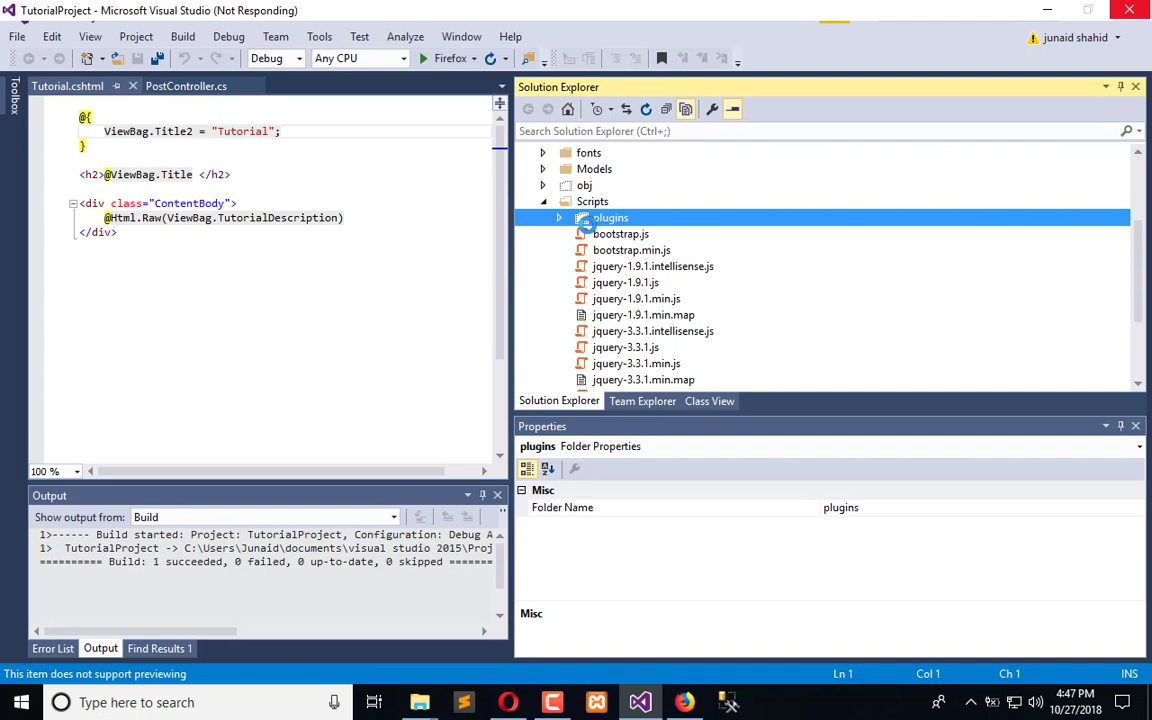 TutorialProject - Microsoft Visual Studio (Not Responding)
File Edit View Project Build Debug Team Tools Test Analyze Window Help junaid shahid
Debug Any CPU Firefox
Toolbox
Tutorial.cshtml PostController.cs
@{
ViewBag.Title2 = "Tutorial";
}
<h2>@ViewBag.Title </h2>
<div class="ContentBody">
@Html.Raw(ViewBag.TutorialDescription)
</div>
100 %
Solution Explorer
Search Solution Explorer (Ctrl+;)
fonts
Models
obj
Scripts
plugins
bootstrap.js
bootstrap.min.js
jquery-1.9.1.intellisense.js
jquery-1.9.1.js
jquery-1.9.1.min.js
jquery-1.9.1.min.map
jquery-3.3.1.intellisense.js
jquery-3.3.1.js
jquery-3.3.1.min.js
jquery-3.3.1.min.map
Solution Explorer Team Explorer Class View
Properties
plugins Folder Properties
Misc
Folder Name plugins
Misc
Output
Show output from: Build
1>------ Build started: Project: TutorialProject, Configuration: Debug A
1> TutorialProject -> C:\Users\Junaid\documents\visual studio 2015\Proj
========== Build: 1 succeeded, 0 failed, 0 up-to-date, 0 skipped =======
Error List Output Find Results 1
This item does not support previewing Ln 1 Col 1 Ch 1 INS
Type here to search
4:47 PM
10/27/2018